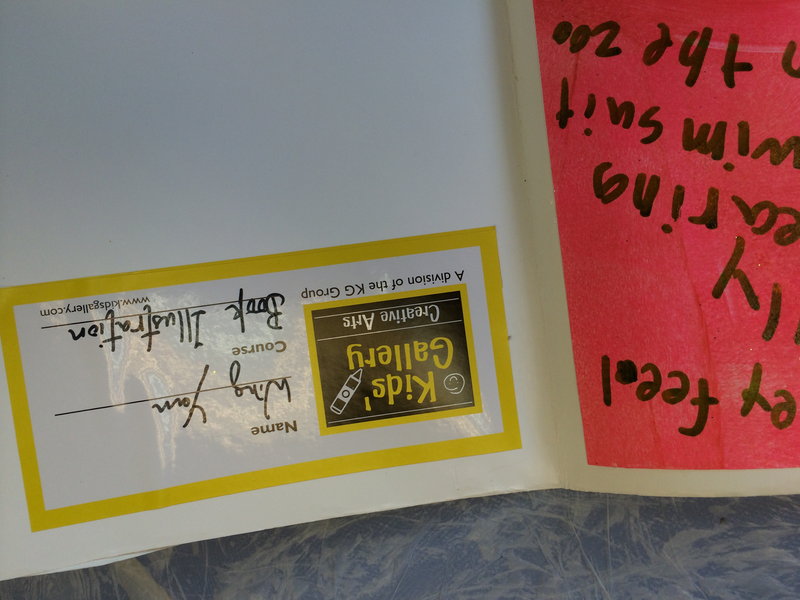 ey feel
lly
earing
wim suit
n the zoo
Kids'
Gallery
Creative Arts
A division of the KG Group
Name
Wing Yan
Course
Book Illustration
www.kidsgallery.com